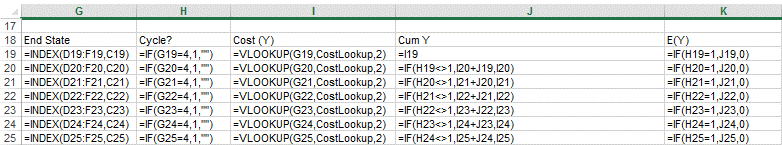 G H I J K
17
18 End State Cycle? Cost (Y) Cum Y E(Y)
19 =INDEX(D19:F19,C19) =IF(G19=4,1,"") =VLOOKUP(G19,CostLookup,2) =I19 =IF(H19=1,J19,0)
20 =INDEX(D20:F20,C20) =IF(G20=4,1,"") =VLOOKUP(G20,CostLookup,2) =IF(H19<>1,I20+J19,I20) =IF(H20=1,J20,0)
21 =INDEX(D21:F21,C21) =IF(G21=4,1,"") =VLOOKUP(G21,CostLookup,2) =IF(H20<>1,I21+J20,I21) =IF(H21=1,J21,0)
22 =INDEX(D22:F22,C22) =IF(G22=4,1,"") =VLOOKUP(G22,CostLookup,2) =IF(H21<>1,I22+J21,I22) =IF(H22=1,J22,0)
23 =INDEX(D23:F23,C23) =IF(G23=4,1,"") =VLOOKUP(G23,CostLookup,2) =IF(H22<>1,I23+J22,I23) =IF(H23=1,J23,0)
24 =INDEX(D24:F24,C24) =IF(G24=4,1,"") =VLOOKUP(G24,CostLookup,2) =IF(H23<>1,I24+J23,I24) =IF(H24=1,J24,0)
25 =INDEX(D25:F25,C25) =IF(G25=4,1,"") =VLOOKUP(G25,CostLookup,2) =IF(H24<>1,I25+J24,I25) =IF(H25=1,J25,0)